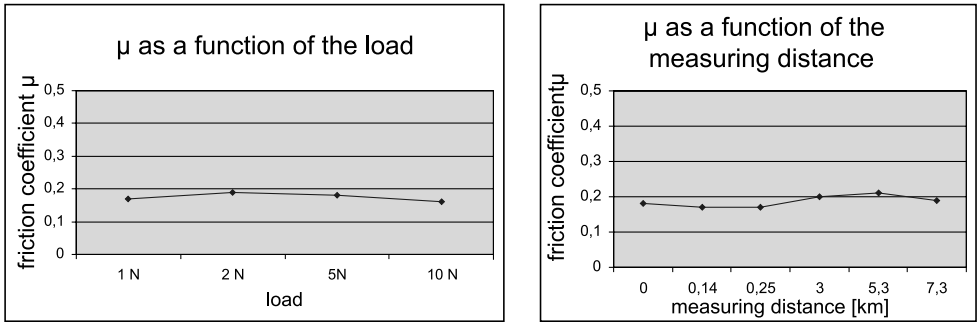 µ as a function of the load
friction coefficient µ
0,5
0,4
0,3
0,2
0,1
0
1 N 2 N 5N 10 N
load
µ as a function of the
measuring distance
friction coefficientµ
0,5
0,4
0,3
0,2
0,1
0
0 0,14 0,25 3 5,3 7,3
measuring distance [km]